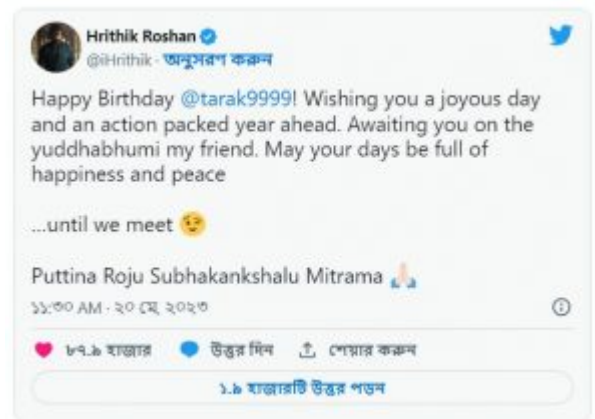 Hrithik Roshan
@iHrithik · অনুসরণ করুন
Happy Birthday @tarak9999! Wishing you a joyous day
and an action packed year ahead. Awaiting you on the
yuddhabhumi my friend. May your days be full of
happiness and peace
...until we meet 😉
Puttina Roju Subhakankshalu Mitrama 🙏🏻
১১:৩০ AM · ২০ মে, ২০২৩
৮৭.৯ হাজার উত্তর দিন শেয়ার করুন
১.৯ হাজারটি উত্তর পড়ুন